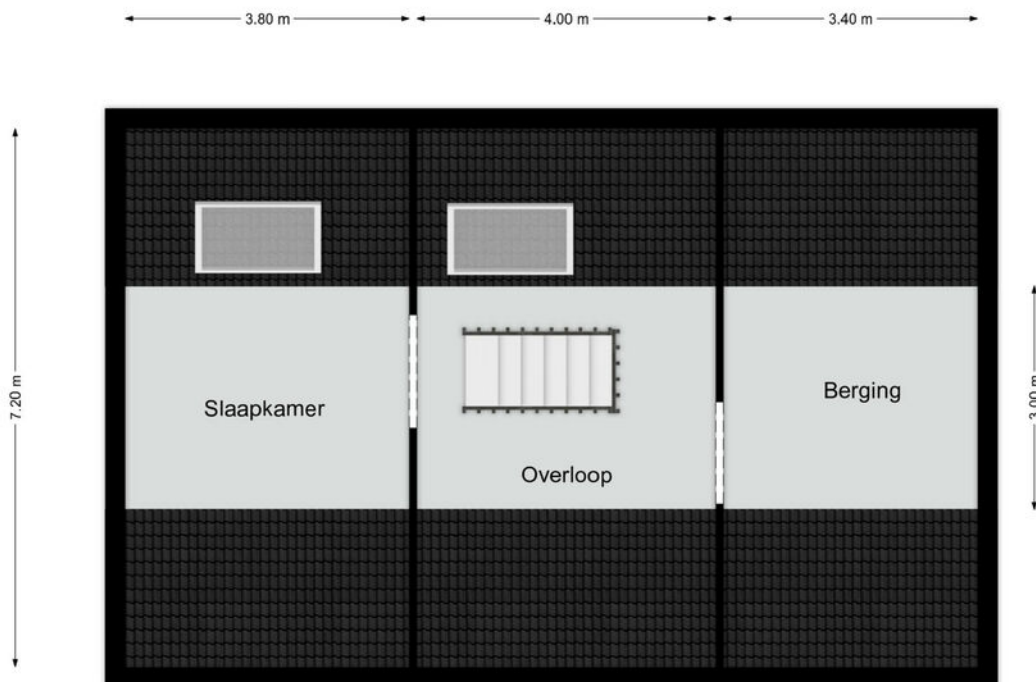 3.80 m
4.00 m
3.40 m
7.20 m
3.00 m
Slaapkamer
Berging
Overloop